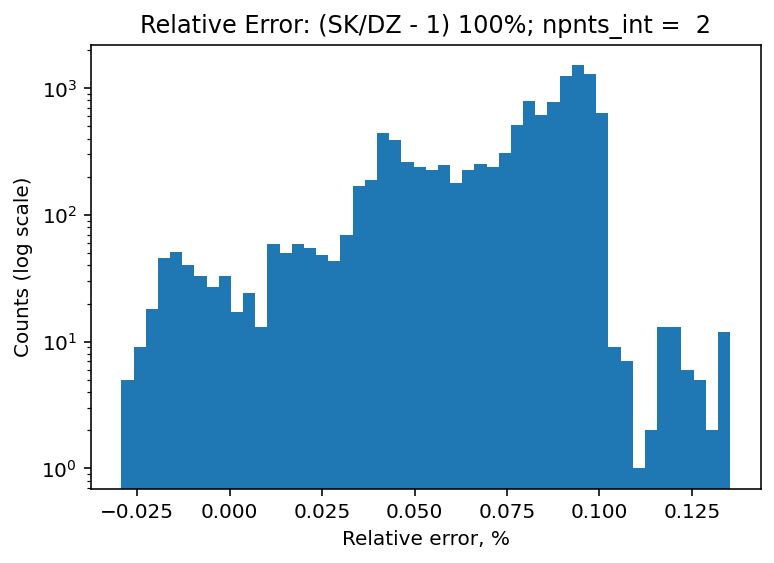 Relative Error: (SK/DZ - 1) 100%; npnts_int =  2
Counts (log scale)
10³
10²
10¹
10⁰
−0.025 0.000 0.025 0.050 0.075 0.100 0.125
Relative error, %